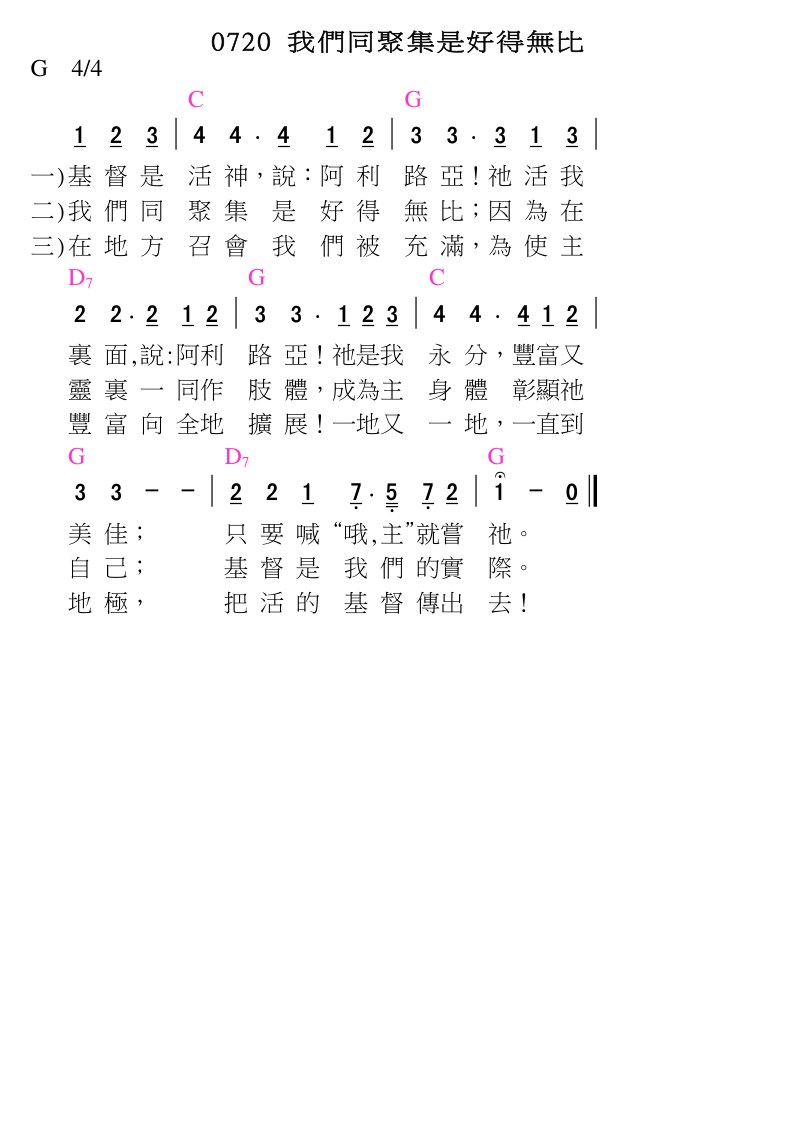 0720 我們同聚集是好得無比
G 4/4
C G
1 2 3 | 4 4 . 4 1 2 | 3 3 . 3 1 3 |
一)基督是 活神，說：阿利 路亞！祂活我
二)我們同 聚集 是 好得 無比；因為在
三)在地方 召會 我 們被 充滿，為使主
D7 G C
2 2 . 2 1 2 | 3 3 . 1 2 3 | 4 4 . 4 1 2 |
裏面,說:阿利 路亞！祂是我 永分，豐富又
靈裏一同作 肢體，成為主 身體 彰顯祂
豐富向全地 擴展！一地又 一地，一直到
G D7 G
3 3 - - | 2 2 1 7 . 5 7 2 | 1 - 0
美佳； 只要喊“哦,主”就嘗 祂。
自己； 基督是 我們的實 際。
地極， 把活的 基督傳出 去！